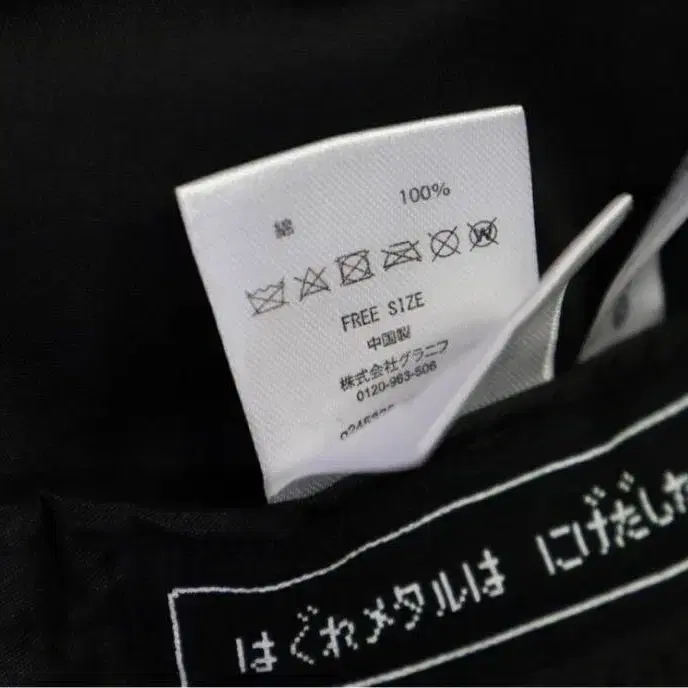 綿 100%
FREE SIZE
中国製
株式会社グラニフ
0120-963-506
はぐれメタルは にげだした